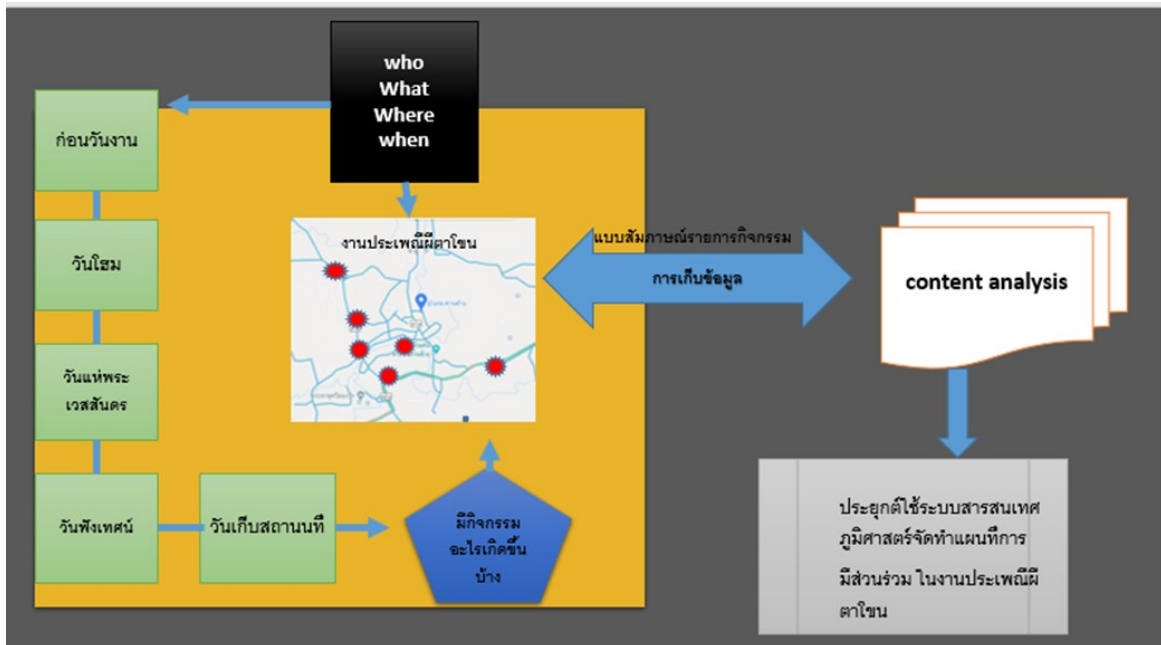 who
What
Where
when
ก่อนวันงาน
วันโฮม
วันแห่พระ
เวสสันดร
วันฟังเทศน์
วันเก็บสถานนที่
มีกิจกรรม
อะไรเกิดขึ้น
บ้าง
งานประเพณีผีตาโขน
แบบสัมภาษณ์รายการกิจกรรม
การเก็บข้อมูล
content analysis
ประยุกต์ใช้ระบบสารสนเทศ
ภูมิศาสตร์จัดทำแผนที่การ
มีส่วนร่วม ในงานประเพณีผี
ตาโขน